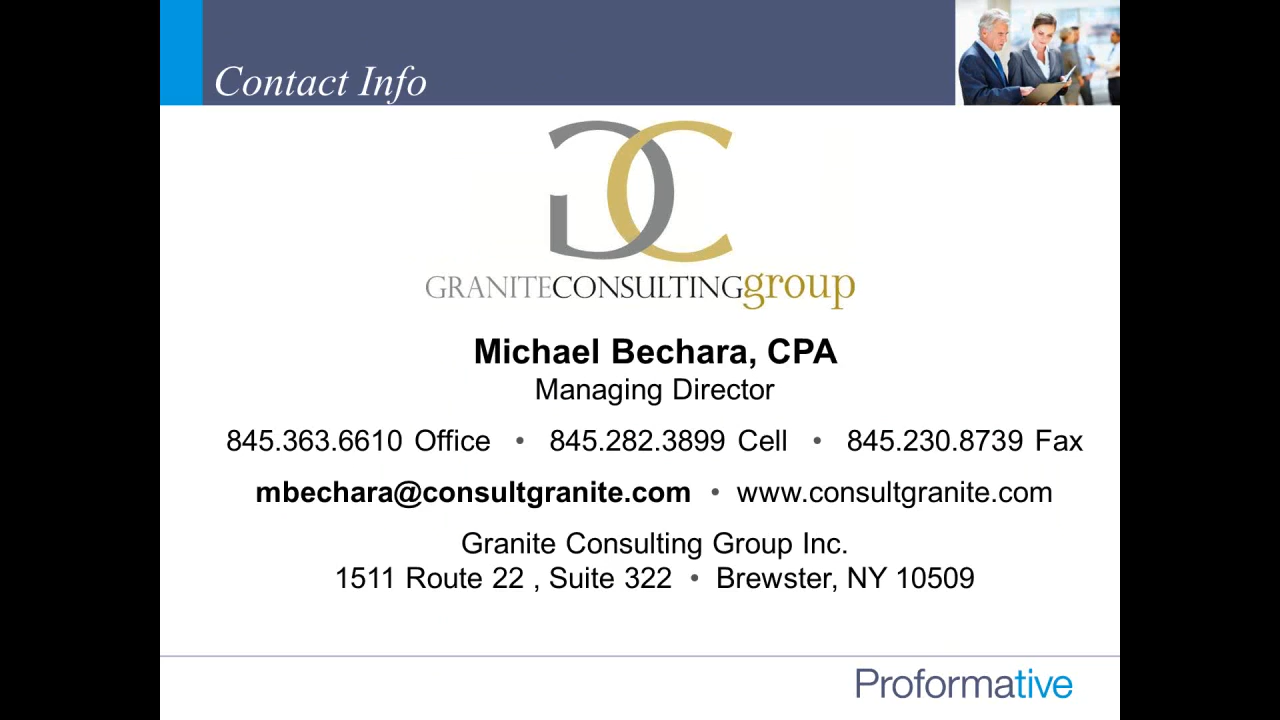 Contact Info
GC
GRANITECONSULTINGgroup
Michael Bechara, CPA
Managing Director
845.363.6610 Office • 845.282.3899 Cell • 845.230.8739 Fax
mbechara@consultgranite.com • www.consultgranite.com
Granite Consulting Group Inc.
1511 Route 22 , Suite 322 • Brewster, NY 10509
Proformative